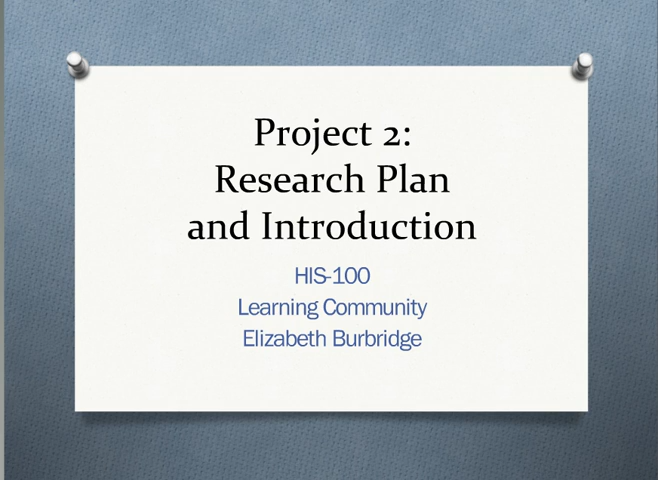 Project 2:
Research Plan
and Introduction
HIS-100
Learning Community
Elizabeth Burbridge